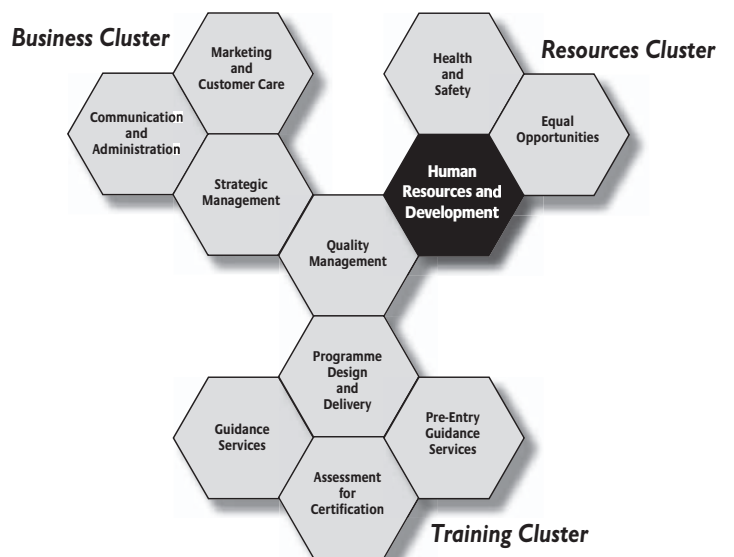 Business Cluster
Marketing
and
Customer Care
Communication
and
Administration
Strategic
Management
Resources Cluster
Health
and
Safety
Equal
Opportunities
Human
Resources and
Development
Quality
Management
Programme
Design
and
Delivery
Guidance
Services
Pre-Entry
Guidance
Services
Assessment
for
Certification
Training Cluster